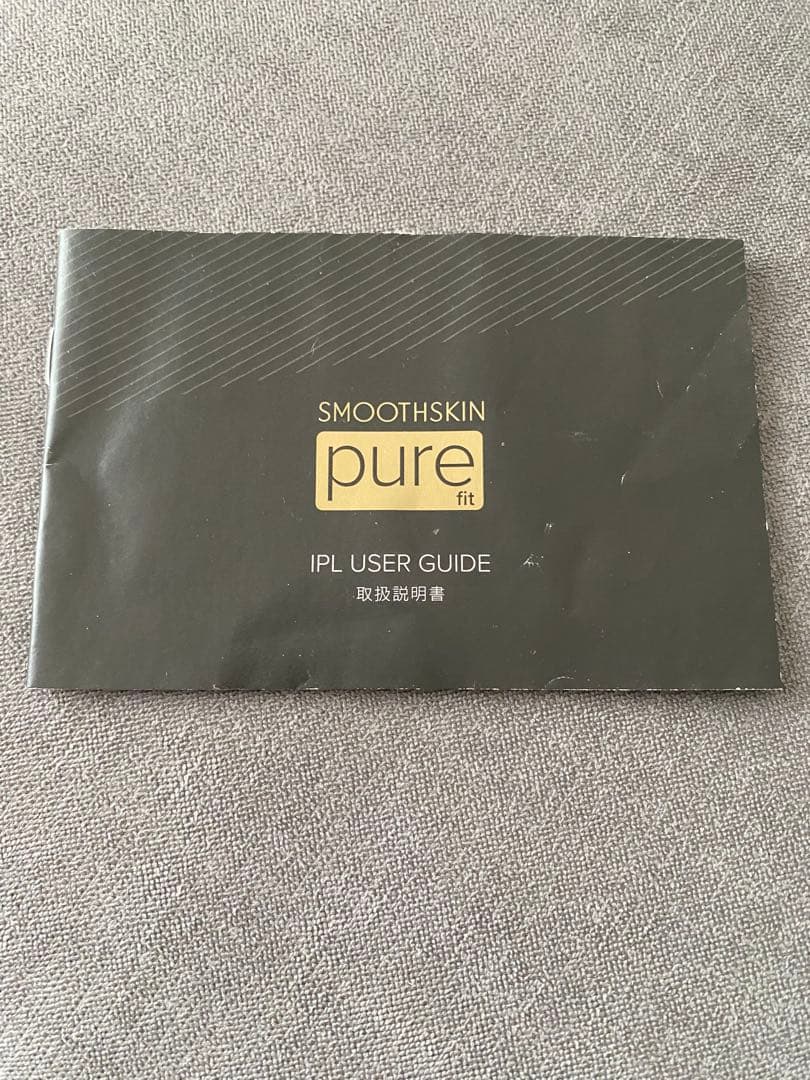 SMOOTHSKIN
pure
fit
IPL USER GUIDE
取扱説明書